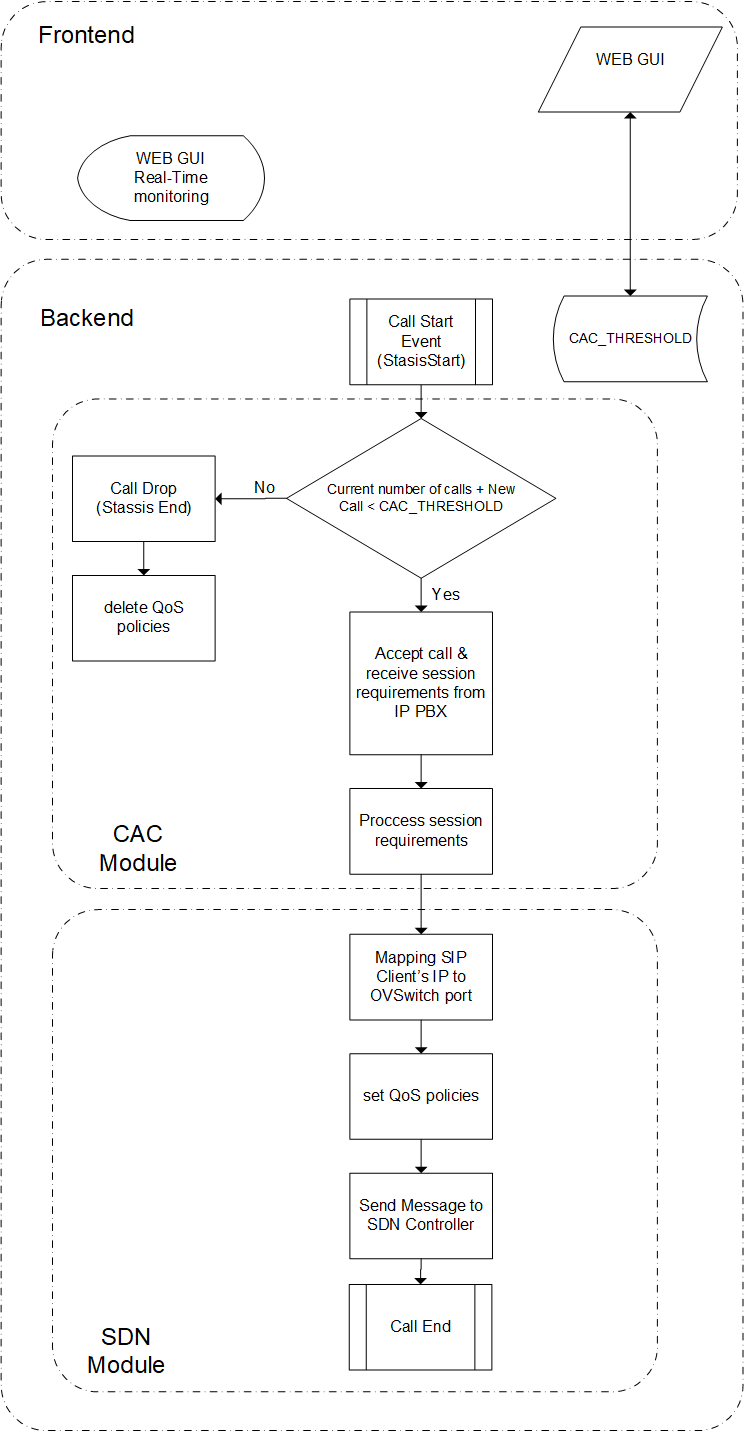 Frontend
WEB GUI
WEB GUI
Real-Time
monitoring
Backend
Call Start
Event
(StasisStart)
CAC_THRESHOLD
Current number of calls + New
Call < CAC_THRESHOLD
No
Call Drop
(Stassis End)
delete QoS
policies
Yes
Accept call &
receive session
requirements from
IP PBX
Proccess session
requirements
CAC
Module
Mapping SIP
Client’s IP to
OVSwitch port
set QoS policies
Send Message to
SDN Controller
Call End
SDN
Module